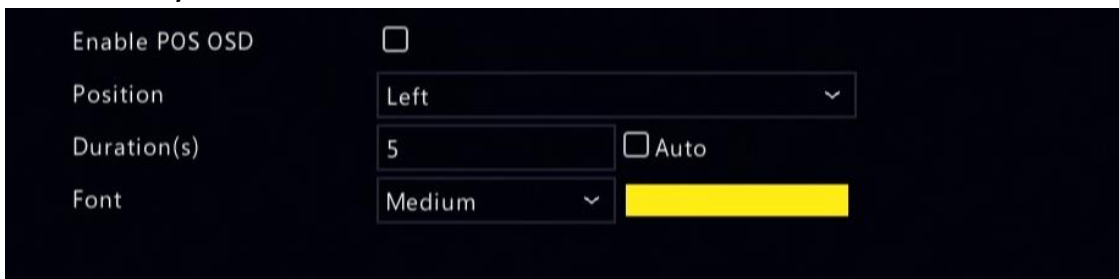 Enable POS OSD
Position Left
Duration(s) 5 Auto
Font Medium